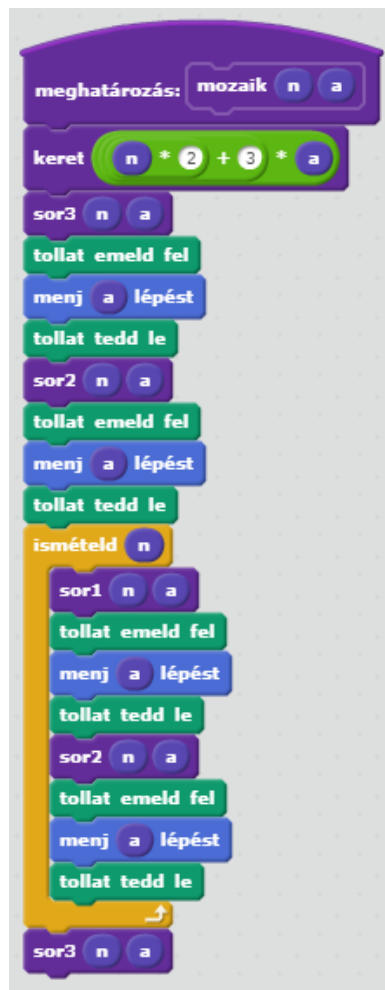 meghatározás: mozaik n a
keret n * 2 + 3 * a
sor3 n a
tollat emeld fel
menj a lépést
tollat tedd le
sor2 n a
tollat emeld fel
menj a lépést
tollat tedd le
ismételd n
sor1 n a
tollat emeld fel
menj a lépést
tollat tedd le
sor2 n a
tollat emeld fel
menj a lépést
tollat tedd le
sor3 n a